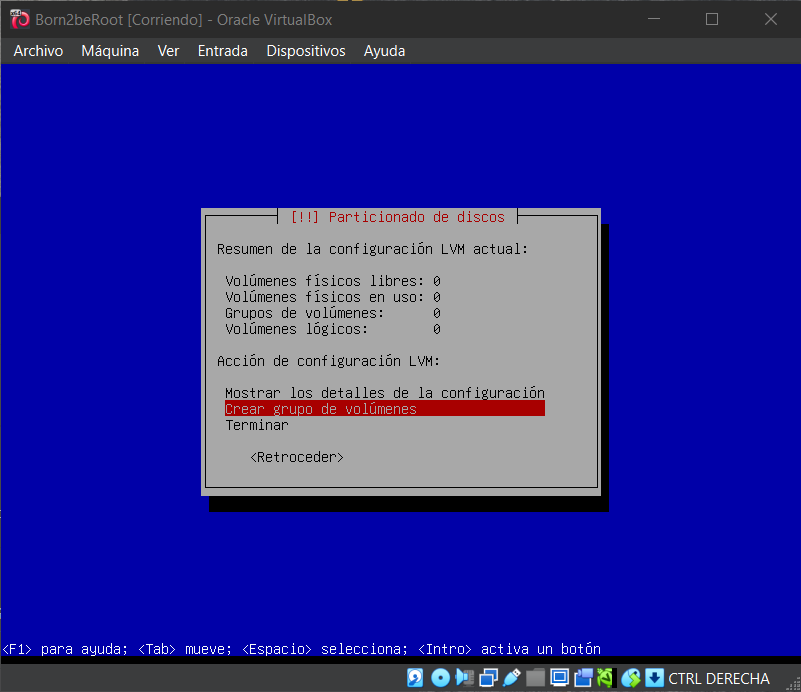 Born2beRoot [Corriendo] - Oracle VirtualBox
Archivo Máquina Ver Entrada Dispositivos Ayuda
[!!] Particionado de discos
Resumen de la configuración LVM actual:
Volúmenes físicos libres: 0
Volúmenes físicos en uso: 0
Grupos de volúmenes: 0
Volúmenes lógicos: 0
Acción de configuración LVM:
Mostrar los detalles de la configuración
Crear grupo de volúmenes
Terminar
<Retroceder>
<F1> para ayuda; <Tab> mueve; <Espacio> selecciona; <Intro> activa un botón
CTRL DERECHA